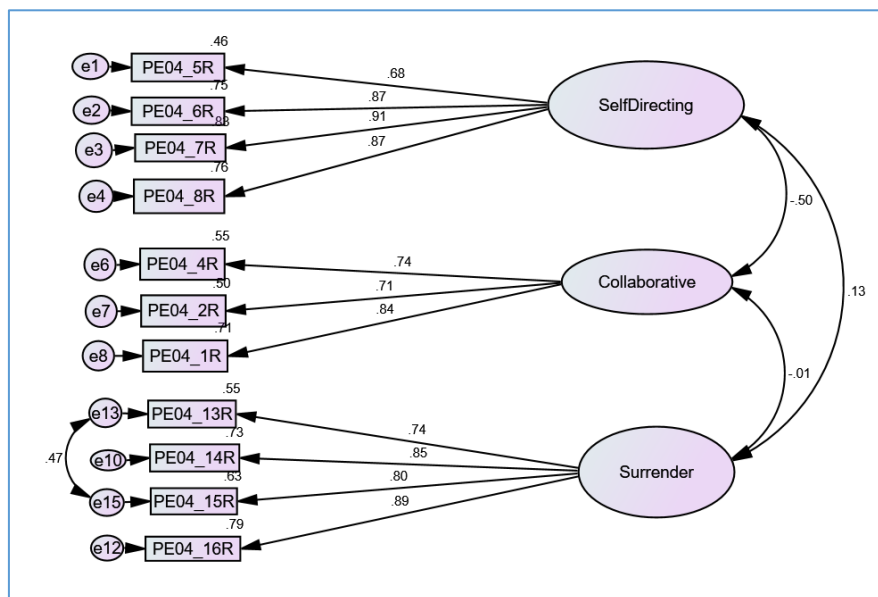 .46
e1
PE04_5R
.68
.75
e2
PE04_6R
.87
.83
e3
PE04_7R
.91
.76
e4
PE04_8R
.87
SelfDirecting
-.50
.55
e6
PE04_4R
.74
.50
e7
PE04_2R
.71
.71
e8
PE04_1R
.84
Collaborative
.13
-.01
.55
e13
PE04_13R
.74
.73
e10
PE04_14R
.85
.47
.63
e15
PE04_15R
.80
.79
e12
PE04_16R
.89
Surrender